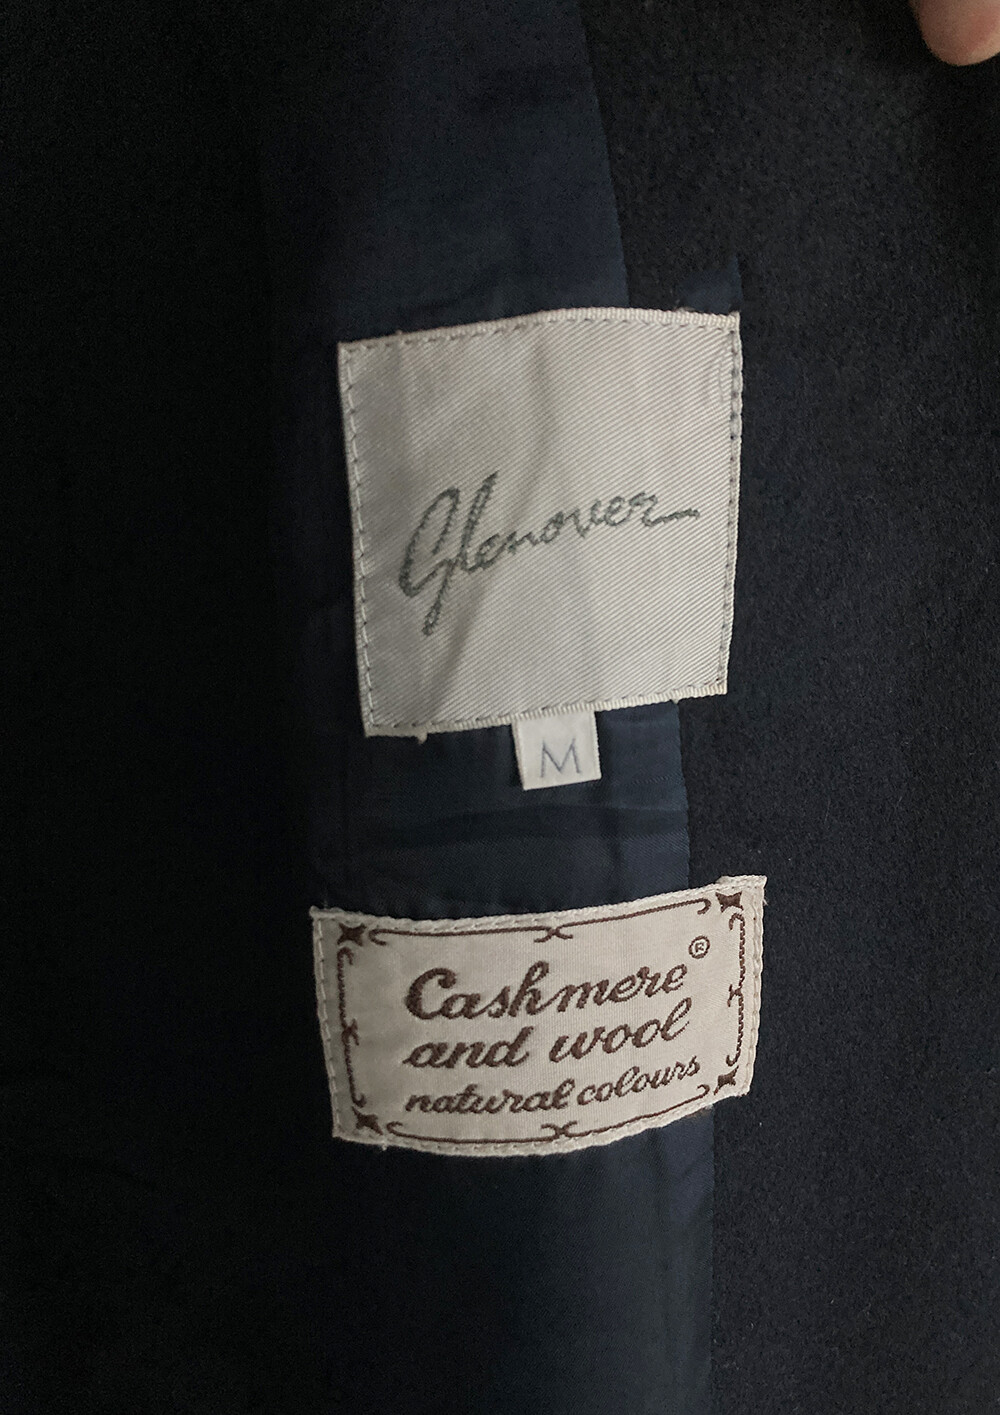 Glenover
M
Cashmere®
and wool
natural colours